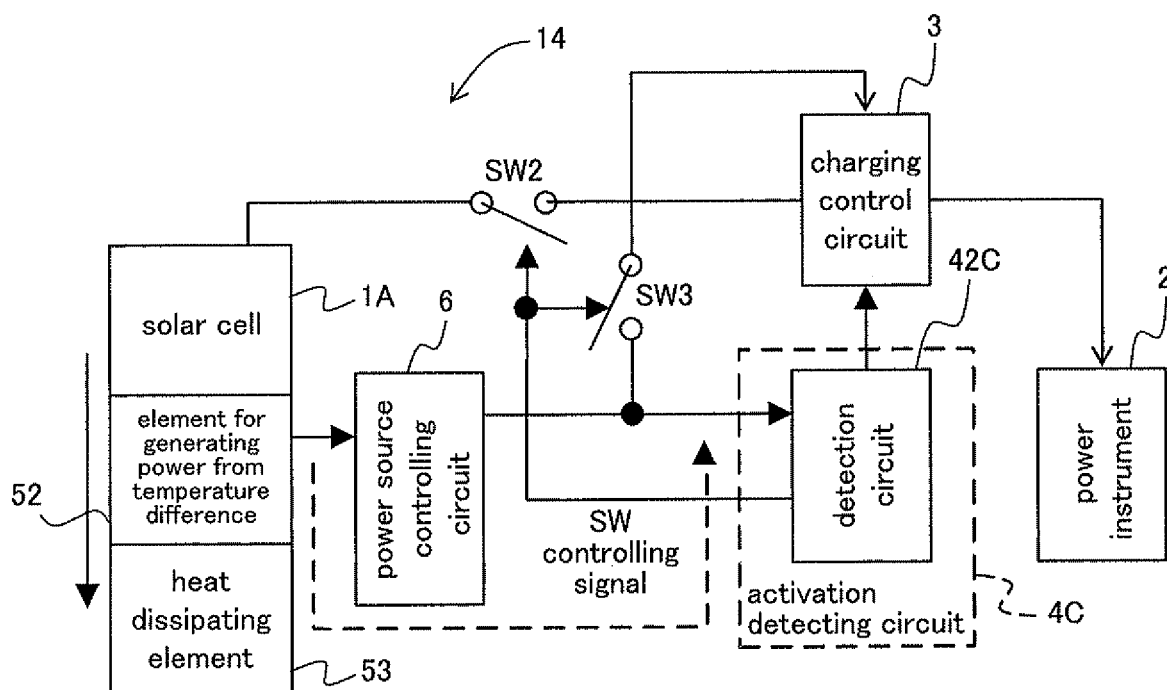 14
3
charging
control
circuit
SW2
42C
SW3
1A
2
6
solar cell
element for
generating
power from
temperature
difference
52
power source
controlling
circuit
detection
circuit
power
instrument
SW
controlling
signal
heat
dissipating
element
activation
detecting circuit
4C
53